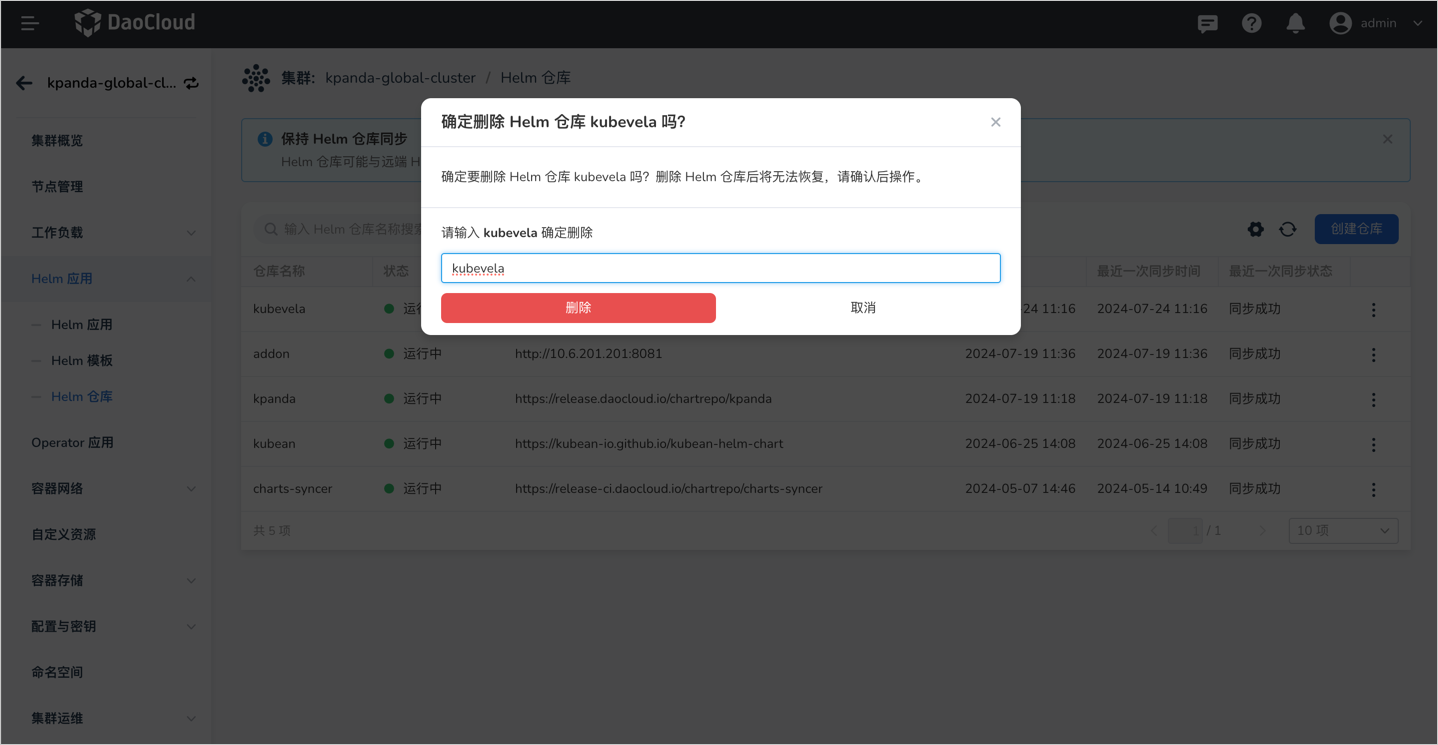 DaoCloud
admin
kpanda-global-cl...
集群: kpanda-global-cluster / Helm 仓库
集群概览
节点管理
工作负载
Helm 应用
Helm 应用
Helm 模板
Helm 仓库
Operator 应用
容器网络
自定义资源
容器存储
配置与密钥
命名空间
集群运维
保持 Helm 仓库同步
Helm 仓库可能与远端 H
输入 Helm 仓库名称搜索
创建仓库
确定删除 Helm 仓库 kubevela 吗?
确定要删除 Helm 仓库 kubevela 吗? 删除 Helm 仓库后将无法恢复，请确认后操作。
请输入 kubevela 确定删除
kubevela
删除 取消
仓库名称 状态 最近一次同步时间 最近一次同步状态
kubevela 运行 24 11:16 2024-07-24 11:16 同步成功
addon 运行中 http://10.6.201.201:8081 2024-07-19 11:36 2024-07-19 11:36 同步成功
kpanda 运行中 https://release.daocloud.io/chartrepo/kpanda 2024-07-19 11:18 2024-07-19 11:18 同步成功
kubean 运行中 https://kubean-io.github.io/kubean-helm-chart 2024-06-25 14:08 2024-06-25 14:08 同步成功
charts-syncer 运行中 https://release-ci.daocloud.io/chartrepo/charts-syncer 2024-05-07 14:46 2024-05-14 10:49 同步成功
共 5 项 1 / 1 10 项